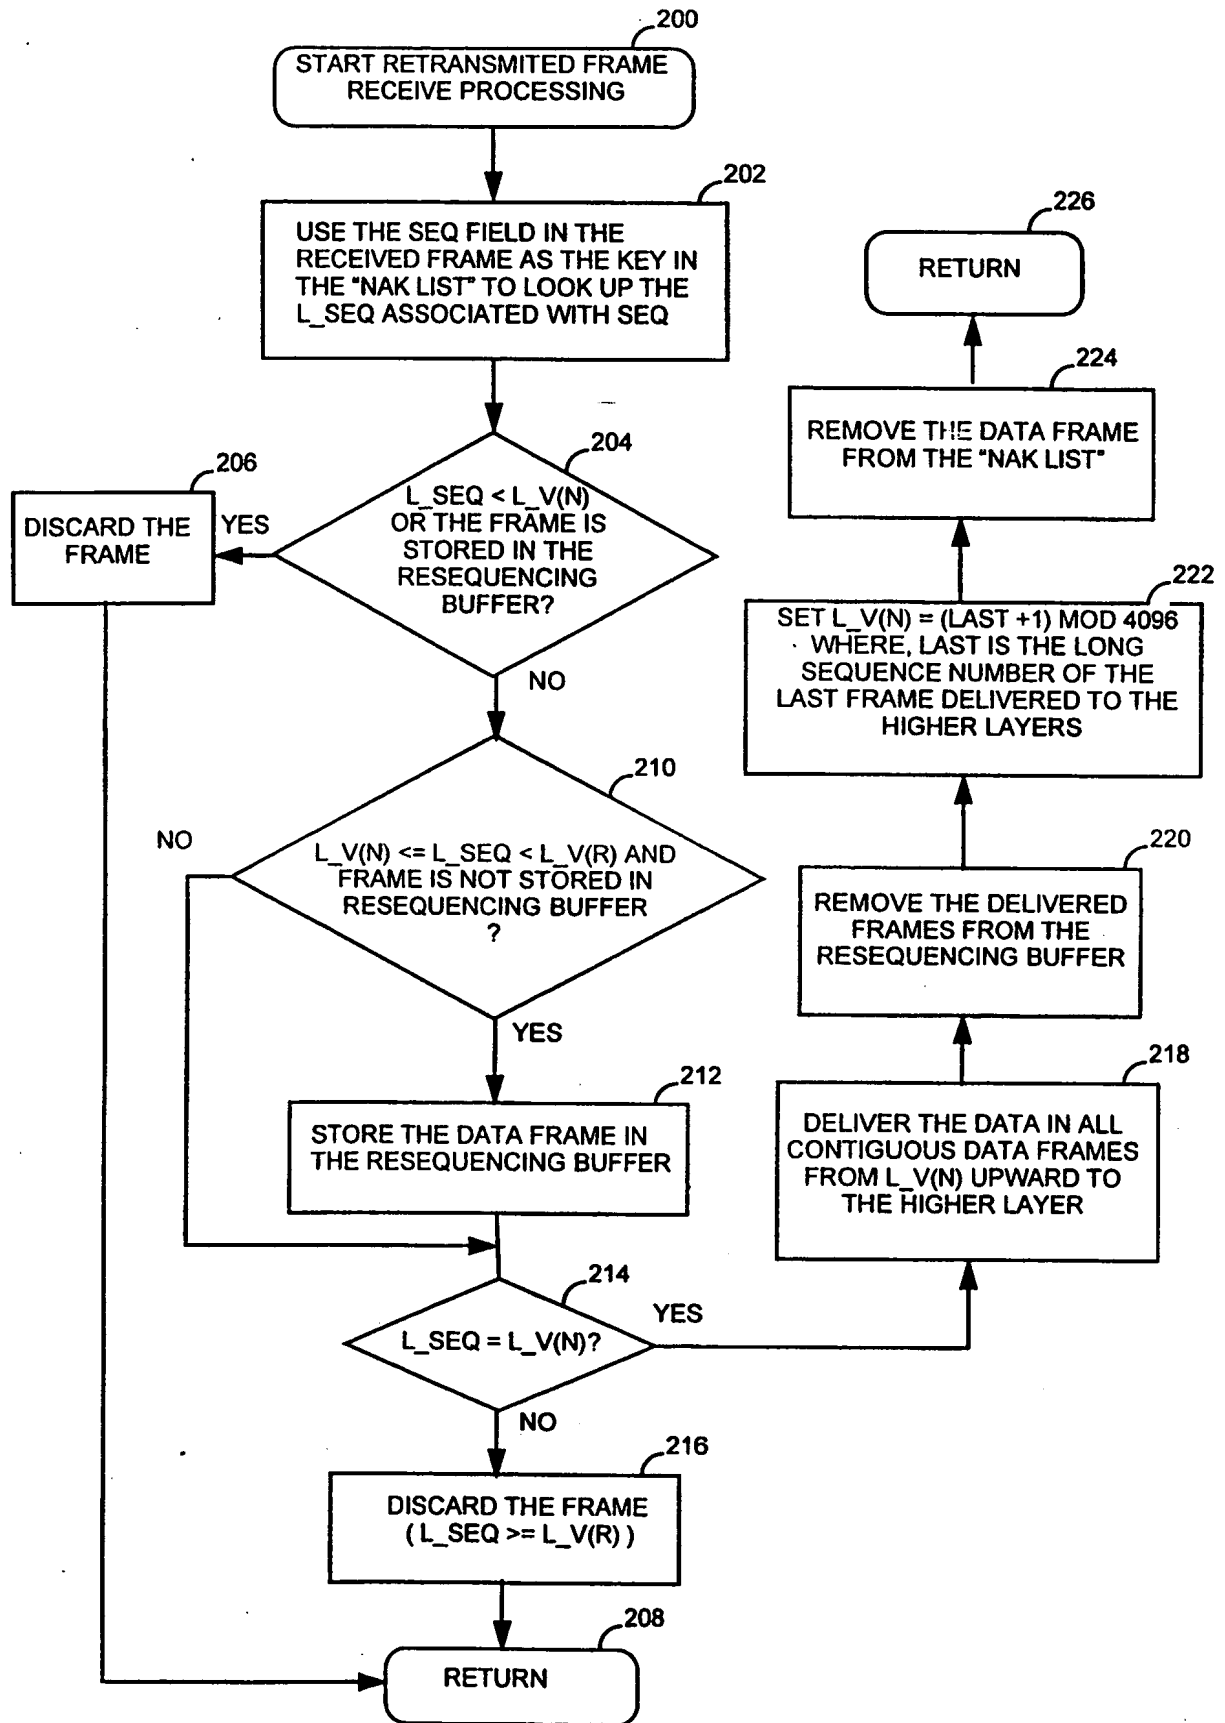 200
START RETRANSMITED FRAME
RECEIVE PROCESSING
202
USE THE SEQ FIELD IN THE
RECEIVED FRAME AS THE KEY IN
THE "NAK LIST" TO LOOK UP THE
L_SEQ ASSOCIATED WITH SEQ
204
L_SEQ < L_V(N)
OR THE FRAME IS
STORED IN THE
RESEQUENCING
BUFFER?
YES
206
DISCARD THE
FRAME
NO
210
L_V(N) <= L_SEQ < L_V(R) AND
FRAME IS NOT STORED IN
RESEQUENCING BUFFER
?
NO
YES
212
STORE THE DATA FRAME IN
THE RESEQUENCING BUFFER
214
L_SEQ = L_V(N)?
YES
NO
216
DISCARD THE FRAME
( L_SEQ >= L_V(R) )
208
RETURN
218
DELIVER THE DATA IN ALL
CONTIGUOUS DATA FRAMES
FROM L_V(N) UPWARD TO
THE HIGHER LAYER
220
REMOVE THE DELIVERED
FRAMES FROM THE
RESEQUENCING BUFFER
222
SET L_V(N) = (LAST +1) MOD 4096
WHERE, LAST IS THE LONG
SEQUENCE NUMBER OF THE
LAST FRAME DELIVERED TO THE
HIGHER LAYERS
224
REMOVE THE DATA FRAME
FROM THE "NAK LIST"
226
RETURN